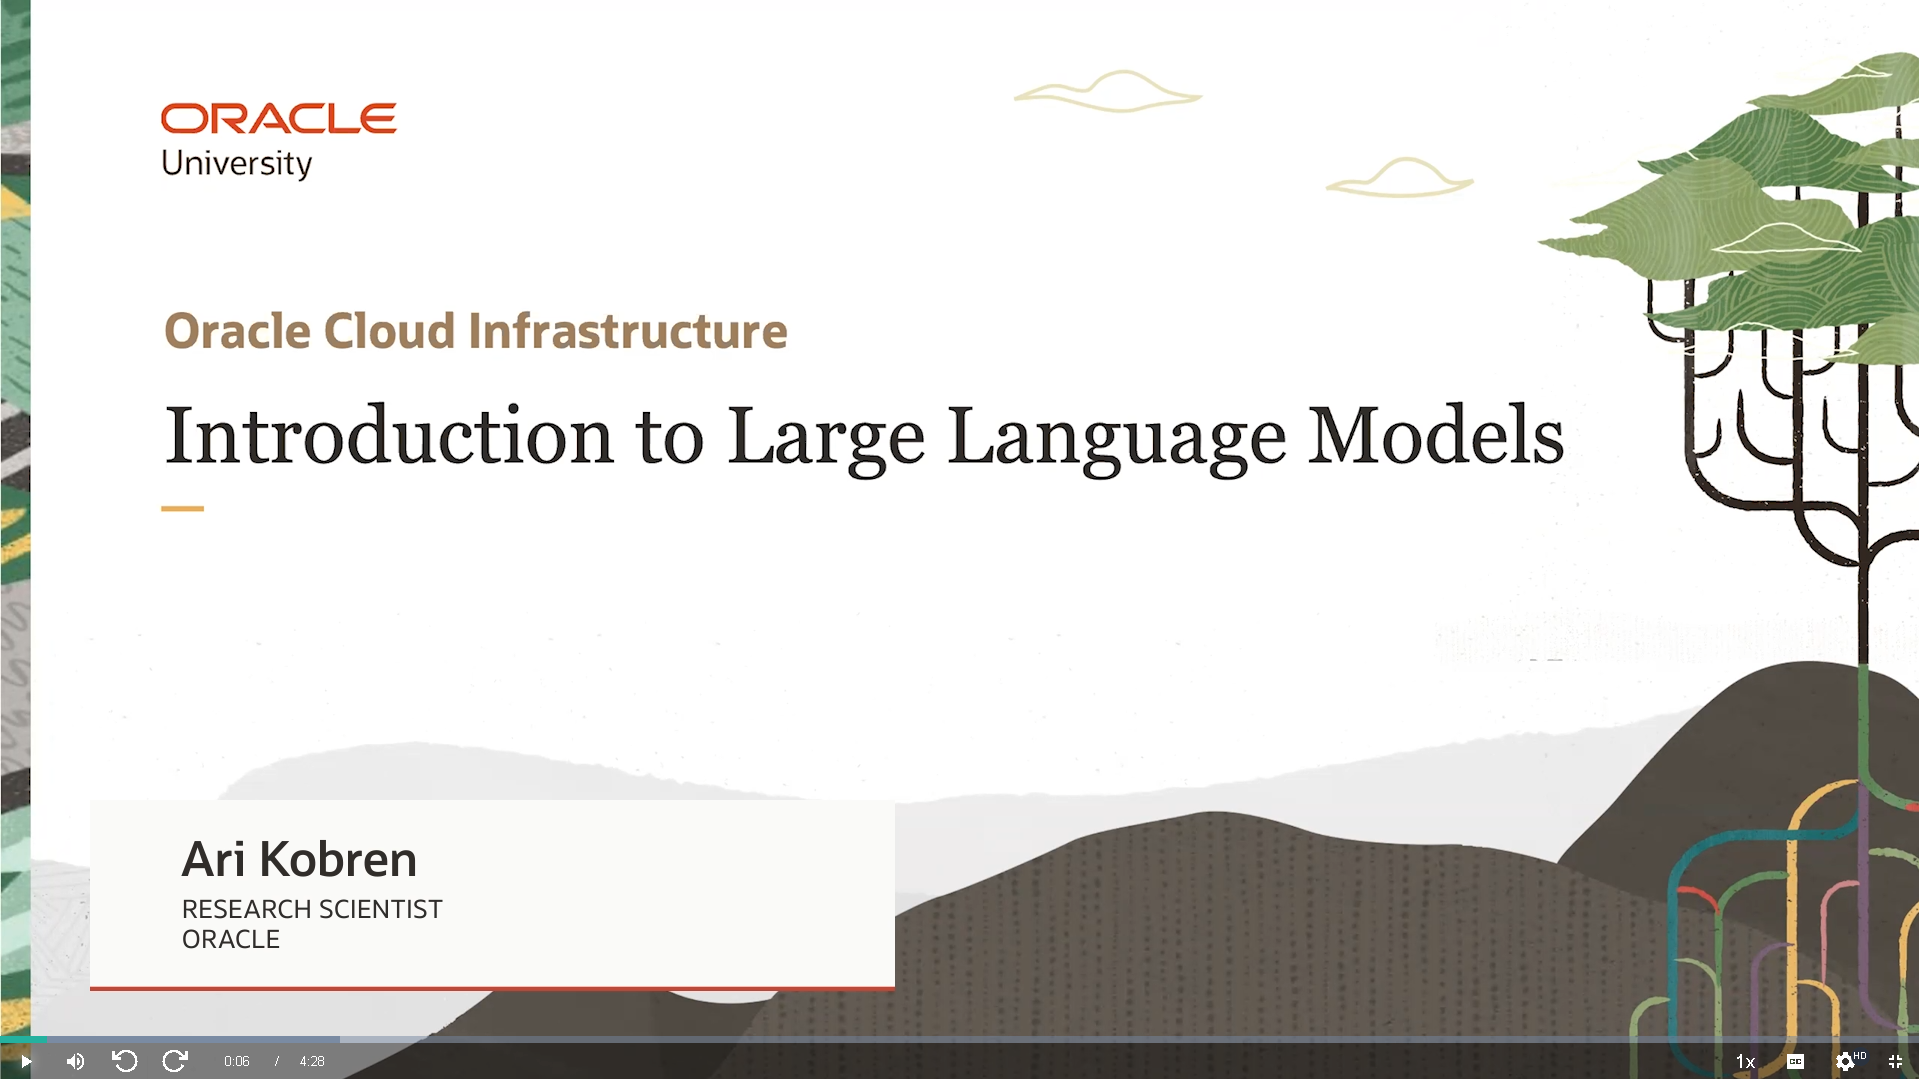 ORACLE
University
Oracle Cloud Infrastructure
Introduction to Large Language Models
Ari Kobren
RESEARCH SCIENTIST
ORACLE
0:06 / 4:28
1x
CC
HD